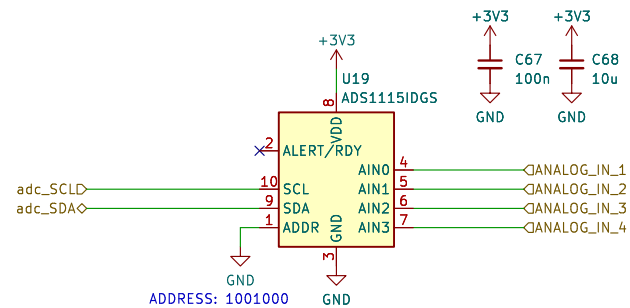 +3V3
+3V3
+3V3
C67
100n
C68
10u
GND
GND
U19
ADS1115IDGS
8
VDD
2
ALERT/RDY
10
SCL
9
SDA
1
ADDR
3
GND
4
AIN0
5
AIN1
6
AIN2
7
AIN3
adc_SCL
adc_SDA
ANALOG_IN_1
ANALOG_IN_2
ANALOG_IN_3
ANALOG_IN_4
GND
ADDRESS: 1001000
GND